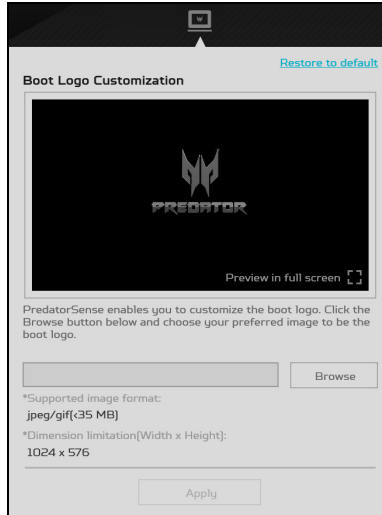 Restore to default
Boot Logo Customization
PREDATOR
Preview in full screen
PredatorSense enables you to customize the boot logo. Click the
Browse button below and choose your preferred image to be the
boot logo.
Browse
*Supported image format:
jpeg/gif(<35 MB)
*Dimension limitation(Width x Height):
1024 x 576
Apply